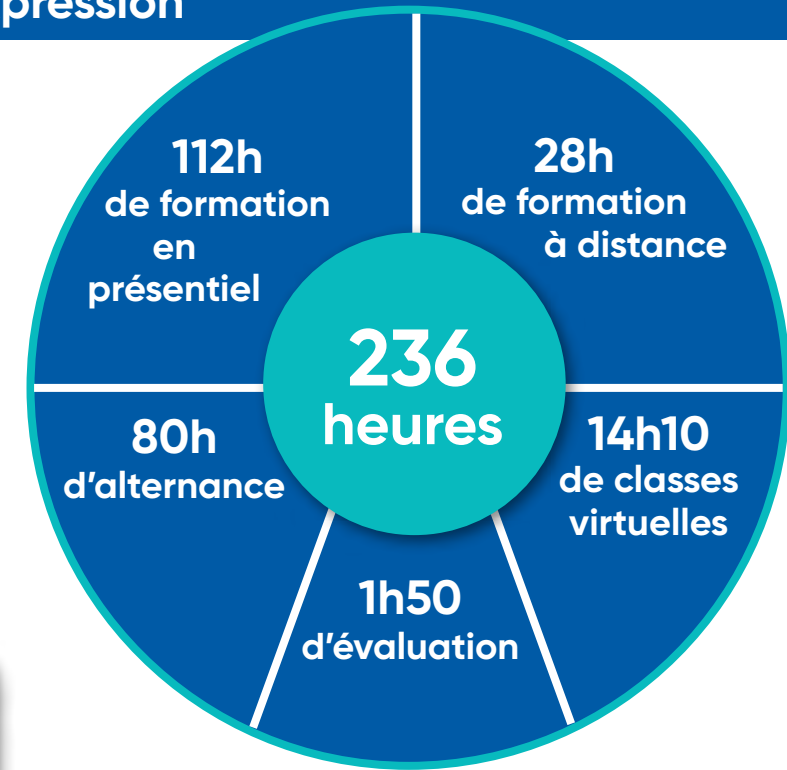 pression
112h
de formation
en
présentiel
28h
de formation
à distance
236
heures
80h
d'alternance
14h10
de classes
virtuelles
1h50
d'évaluation